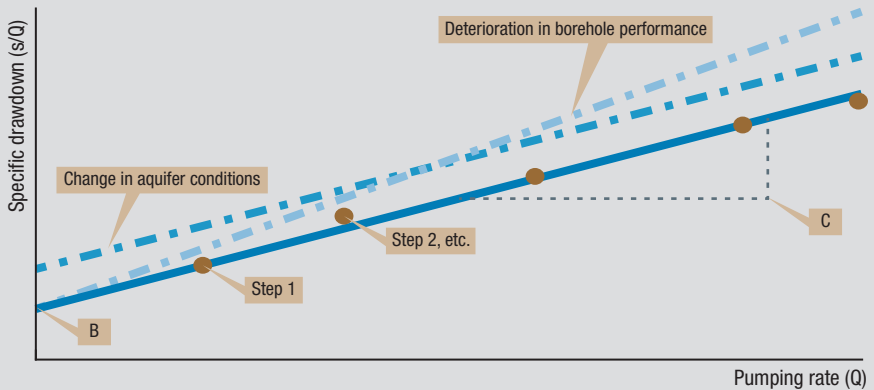 Deterioration in borehole performance
Specific drawdown (s/Q)
Change in aquifer conditions
C
Step 2, etc.
Step 1
B
Pumping rate (Q)